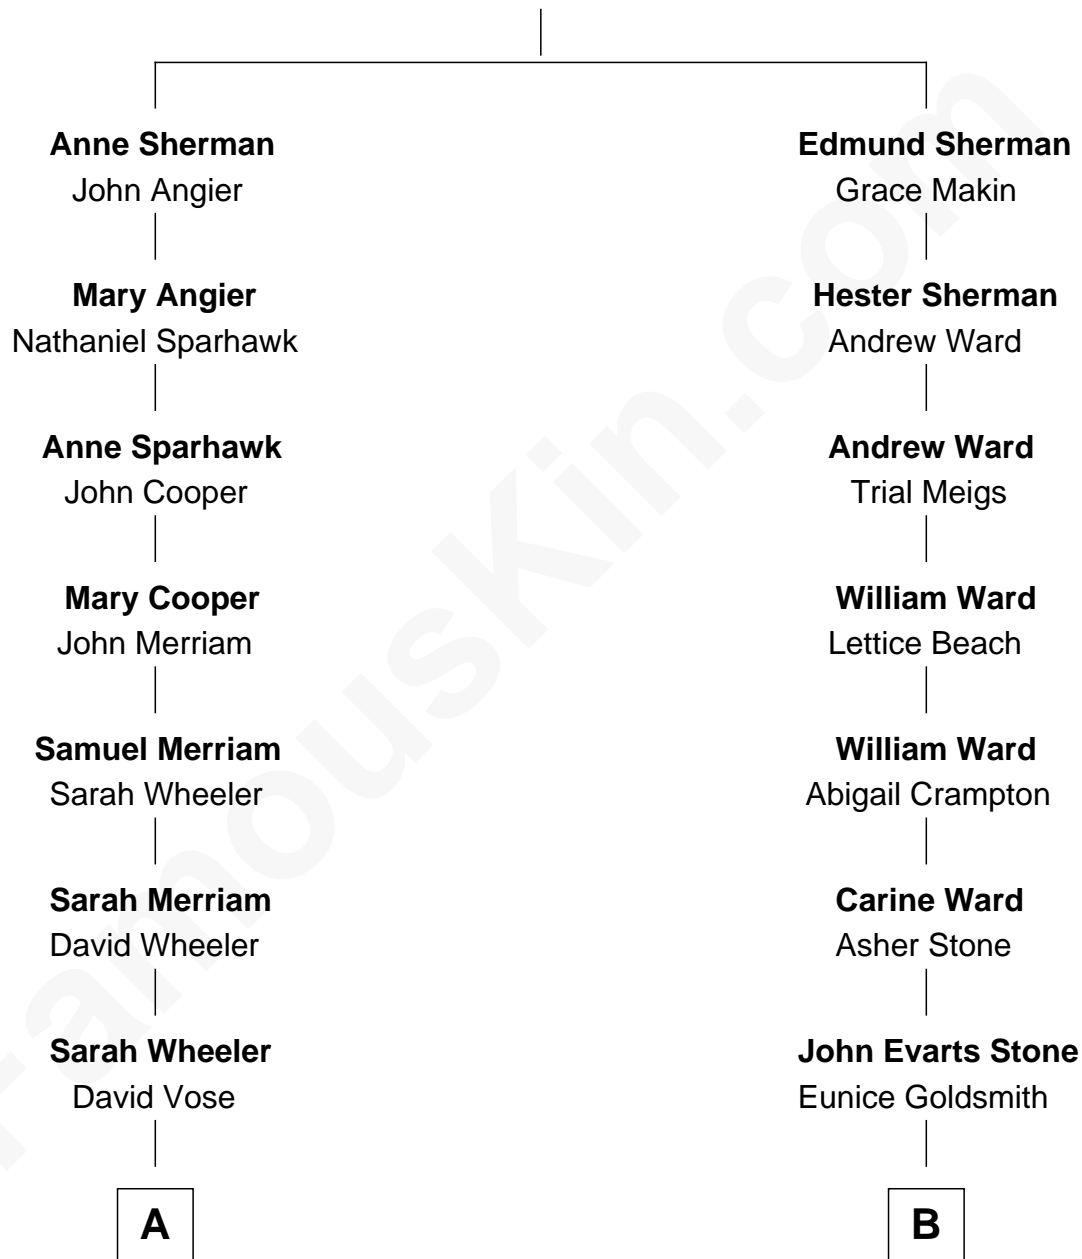 Anne Sherman
John Angier
Mary Angier
Nathaniel Sparhawk
Anne Sparhawk
John Cooper
Mary Cooper
John Merriam
Samuel Merriam
Sarah Wheeler
Sarah Merriam
David Wheeler
Sarah Wheeler
David Vose
A
Edmund Sherman
Grace Makin
Hester Sherman
Andrew Ward
Andrew Ward
Trial Meigs
William Ward
Lettice Beach
William Ward
Abigail Crampton
Carine Ward
Asher Stone
John Evarts Stone
Eunice Goldsmith
B
FamousKin.com